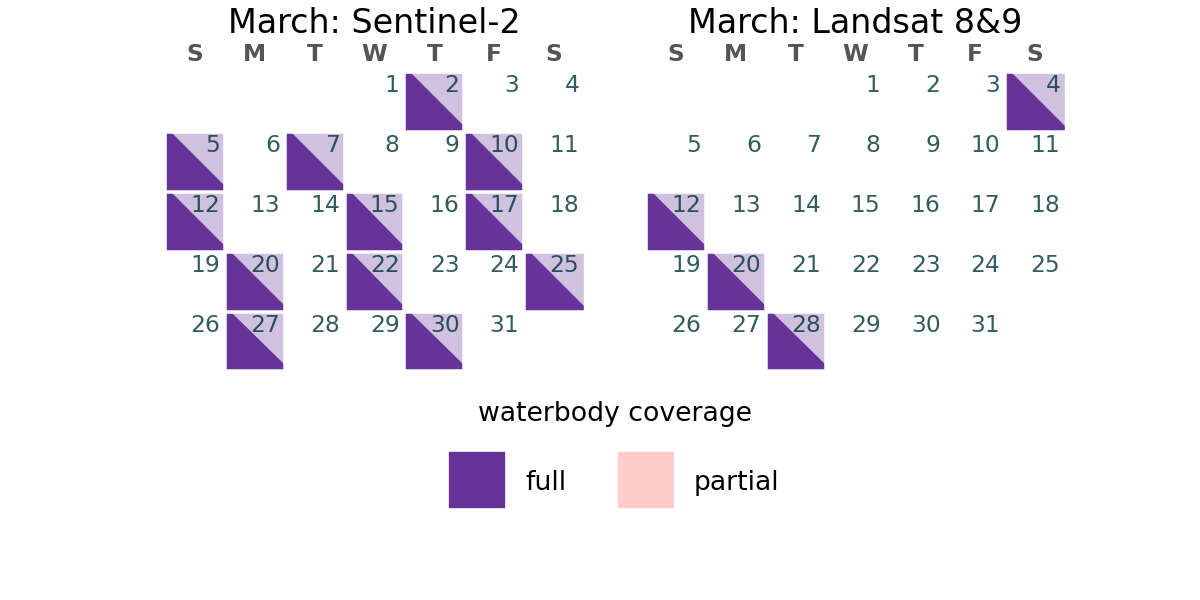 March: Sentinel-2
S M T W T F S
1 2 3 4
5 6 7 8 9 10 11
12 13 14 15 16 17 18
19 20 21 22 23 24 25
26 27 28 29 30 31
March: Landsat 8&9
S M T W T F S
1 2 3 4
5 6 7 8 9 10 11
12 13 14 15 16 17 18
19 20 21 22 23 24 25
26 27 28 29 30 31
waterbody coverage
full partial